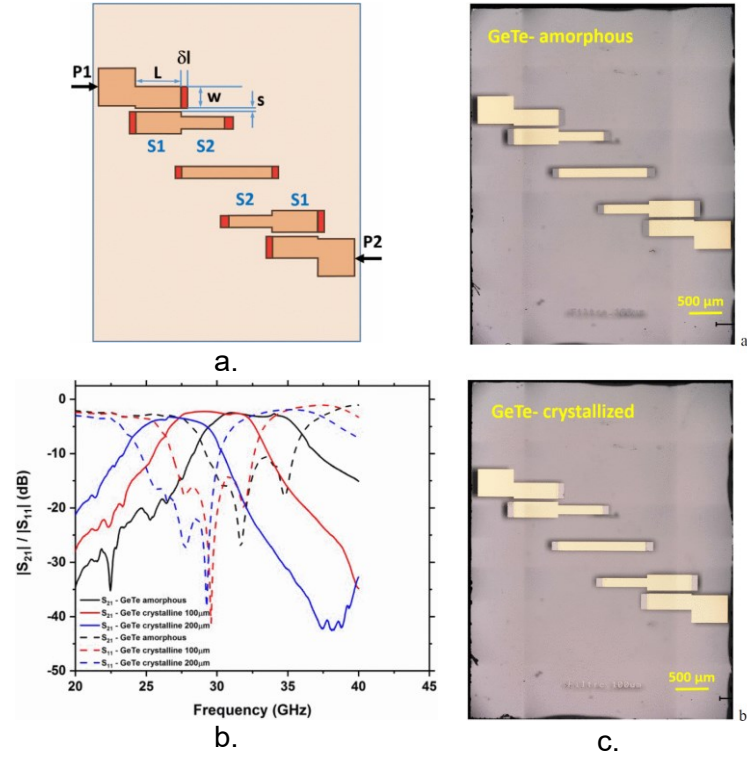 P1
L
δl
w
s
S1 S2
S2 S1
P2
a.
GeTe- amorphous
500 µm
a
|S21| / |S11| (dB)
0
-10
-20
-30
-40
-50
S21 - GeTe amorphous
S21 - GeTe crystalline 100µm
S21 - GeTe crystalline 200µm
S21 - GeTe amorphous
S11 - GeTe crystalline 100µm
S11 - GeTe crystalline 200µm
20 25 30 35 40 45
Frequency (GHz)
b.
GeTe- crystallized
500 µm
b
c.